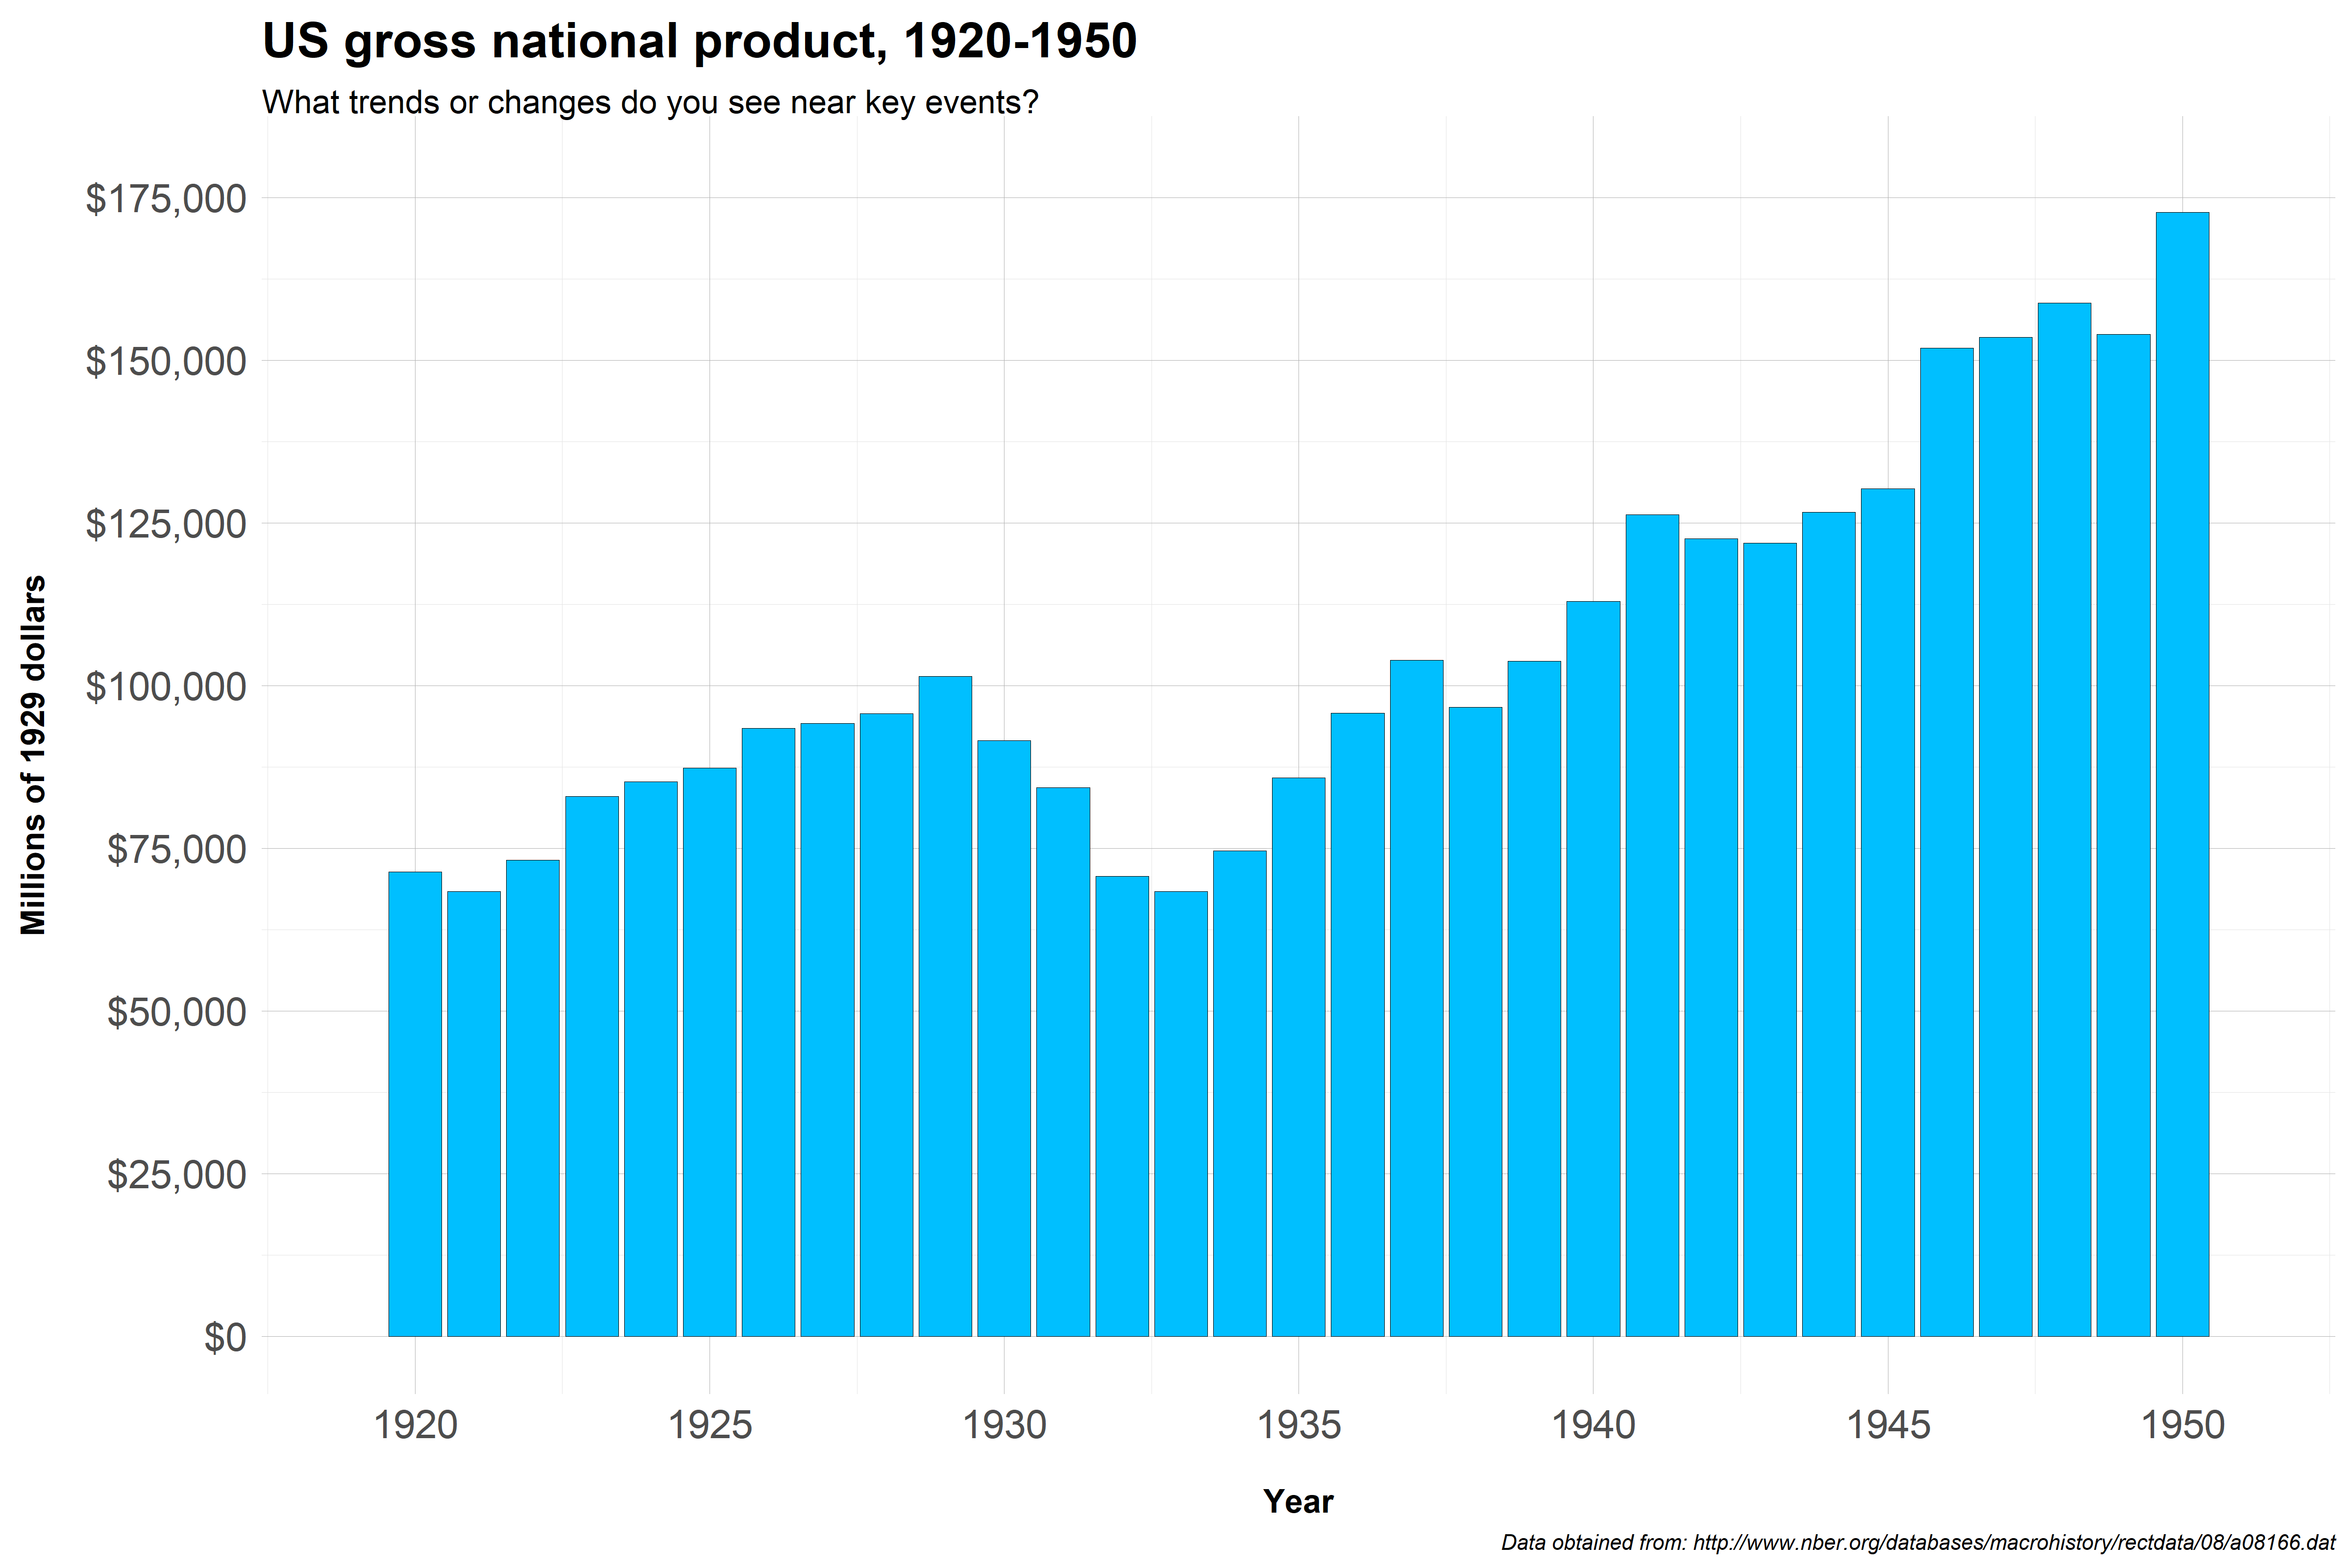 US gross national product, 1920-1950
What trends or changes do you see near key events?
Millions of 1929 dollars
$175,000
$150,000
$125,000
$100,000
$75,000
$50,000
$25,000
$0
1920 1925 1930 1935 1940 1945 1950
Year
Data obtained from: http://www.nber.org/databases/macrohistory/rectdata/08/a08166.dat